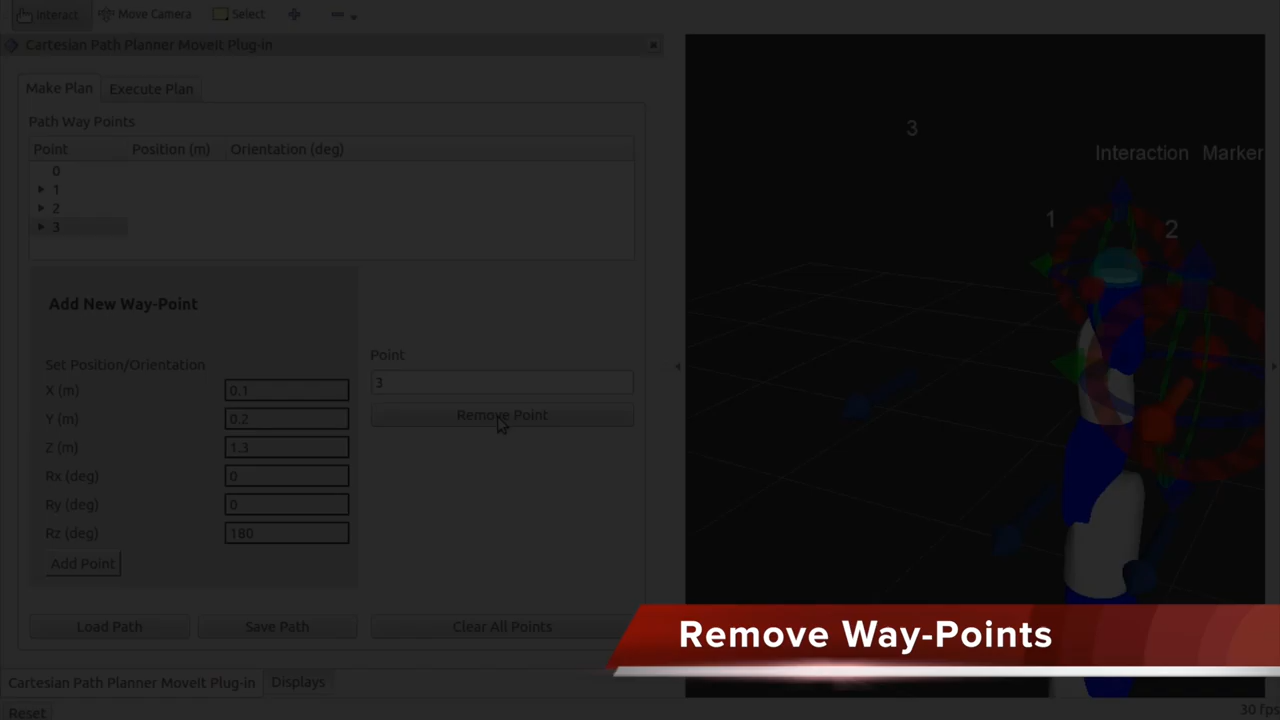 Interact Move Camera Select
Cartesian Path Planner MoveIt Plug-in
Make Plan Execute Plan
Path Way Points
Point Position (m) Orientation (deg)
0
1
2
3
Add New Way-Point
Set Position/Orientation
X (m) 0.1
Y (m) 0.2
Z (m) 1.3
Rx (deg) 0
Ry (deg) 0
Rz (deg) 180
Add Point
Point
3
Remove Point
Load Path Save Path Clear All Points
Cartesian Path Planner MoveIt Plug-in Displays
Reset
3
Interaction Marker
1
2
Remove Way-Points
30 fps